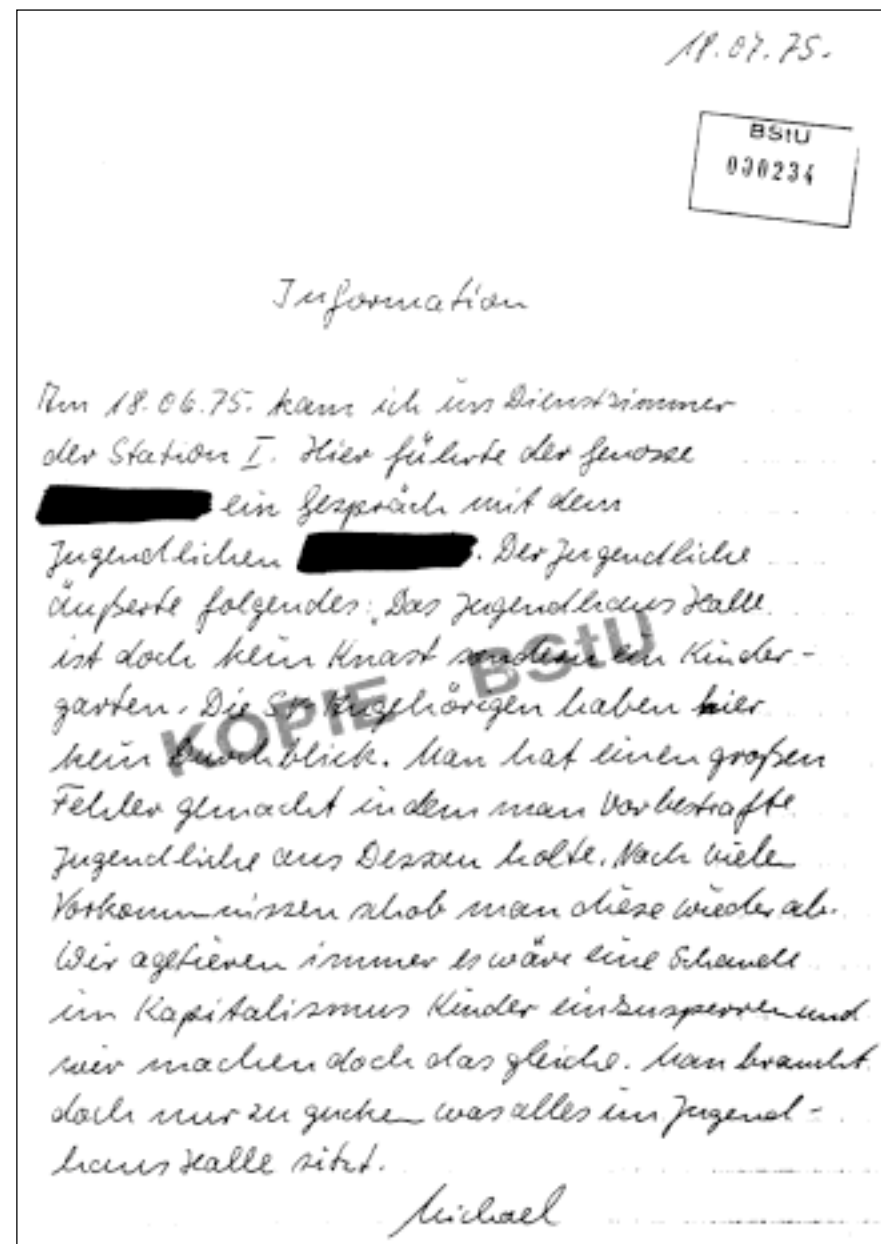 18.07.75.
BStU
000234
Information
Am 18.06.75. kam ich ins Dienstzimmer
der Station I. Hier führte der Genosse
ein Gespräch mit dem
Jugendlichen . Der Jugendliche
äußerte folgendes: „Das Jugendhaus Halle
ist doch kein Knast sondern ein Kinder-
garten. Die SV Angehörigen haben hier
kein Durchblick. Man hat einen großen
Fehler gemacht indem man Vorbestrafte
Jugendliche aus Dessau holte. Nach vielen
Vorkommnissen schob man diese wieder ab.
Wir agetieren immer es wäre eine Schande
im Kapitalismus Kinder einzusperren und
wir machen doch das gleiche. Man braucht
doch nur zu gucken was alles im Jugend-
haus Halle sitzt.
Michael
KOPIE BStU